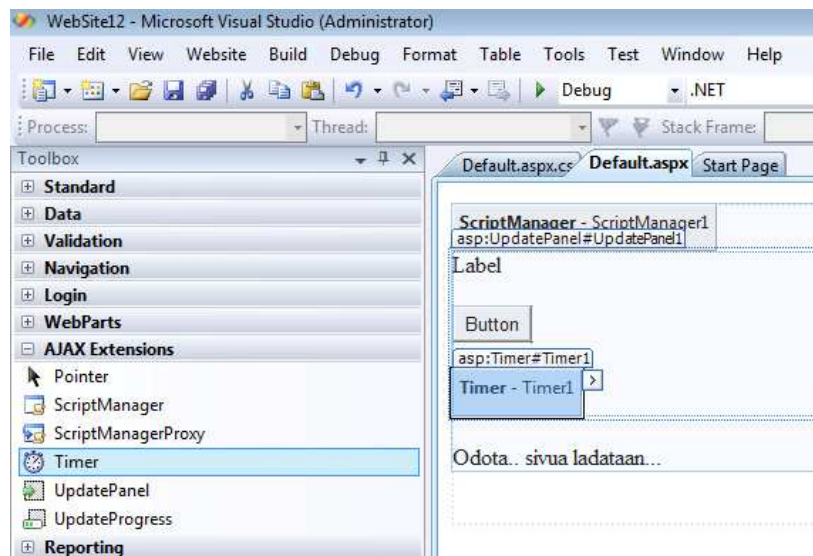 WebSite12 - Microsoft Visual Studio (Administrator)
File Edit View Website Build Debug Format Table Tools Test Window Help
Debug .NET
Process: Thread: Stack Frame:
Toolbox
Standard
Data
Validation
Navigation
Login
WebParts
AJAX Extensions
Pointer
ScriptManager
ScriptManagerProxy
Timer
UpdatePanel
UpdateProgress
Reporting
Default.aspx.cs Default.aspx Start Page
ScriptManager - ScriptManager1
asp:UpdatePanel#UpdatePanel1
Label
Button
asp:Timer#Timer1
Timer - Timer1
Odota.. sivua ladataan...